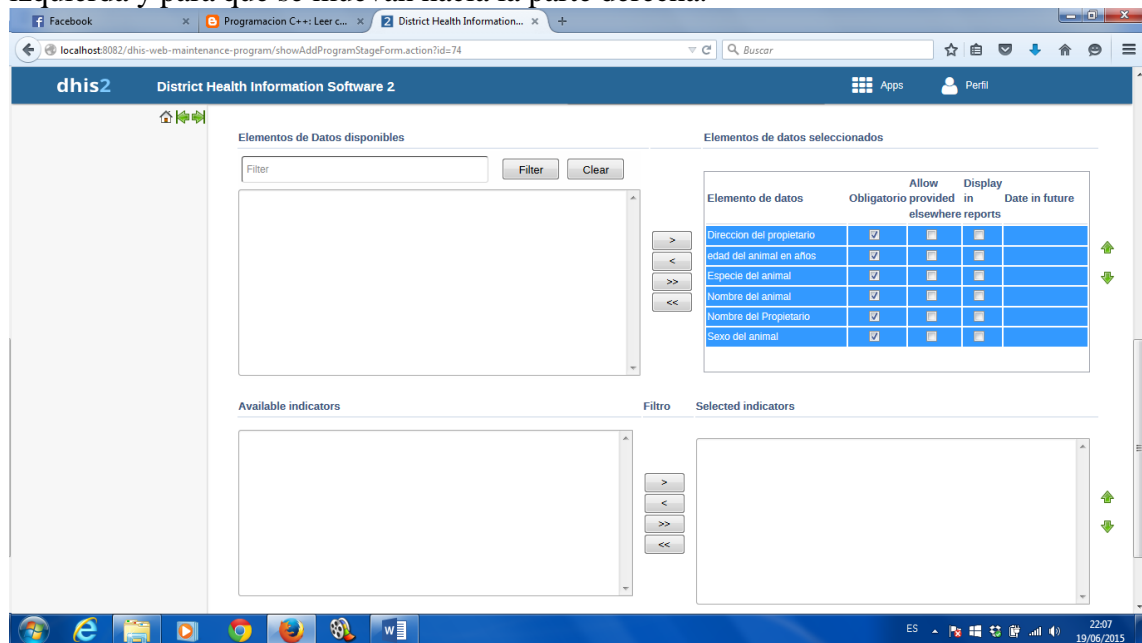 izquierda y para que se muevan hacia la parte derecha.
Facebook
Programacion C++: Leer c...
District Health Information...
localhost:8082/dhis-web-maintenance-program/showAddProgramStageForm.action?id=74
Buscar
dhis2
District Health Information Software 2
Apps
Perfil
Elementos de Datos disponibles
Elementos de datos seleccionados
Filter
Filter
Clear
Elemento de datos
Obligatorio
Allow provided elsewhere
Display in reports
Date in future
Direccion del propietario
edad del animal en años
Especie del animal
Nombre del animal
Nombre del Propietario
Sexo del animal
>
<
>>
<<
Available indicators
Filtro
Selected indicators
>
<
>>
<<
ES
22:07
19/06/2015